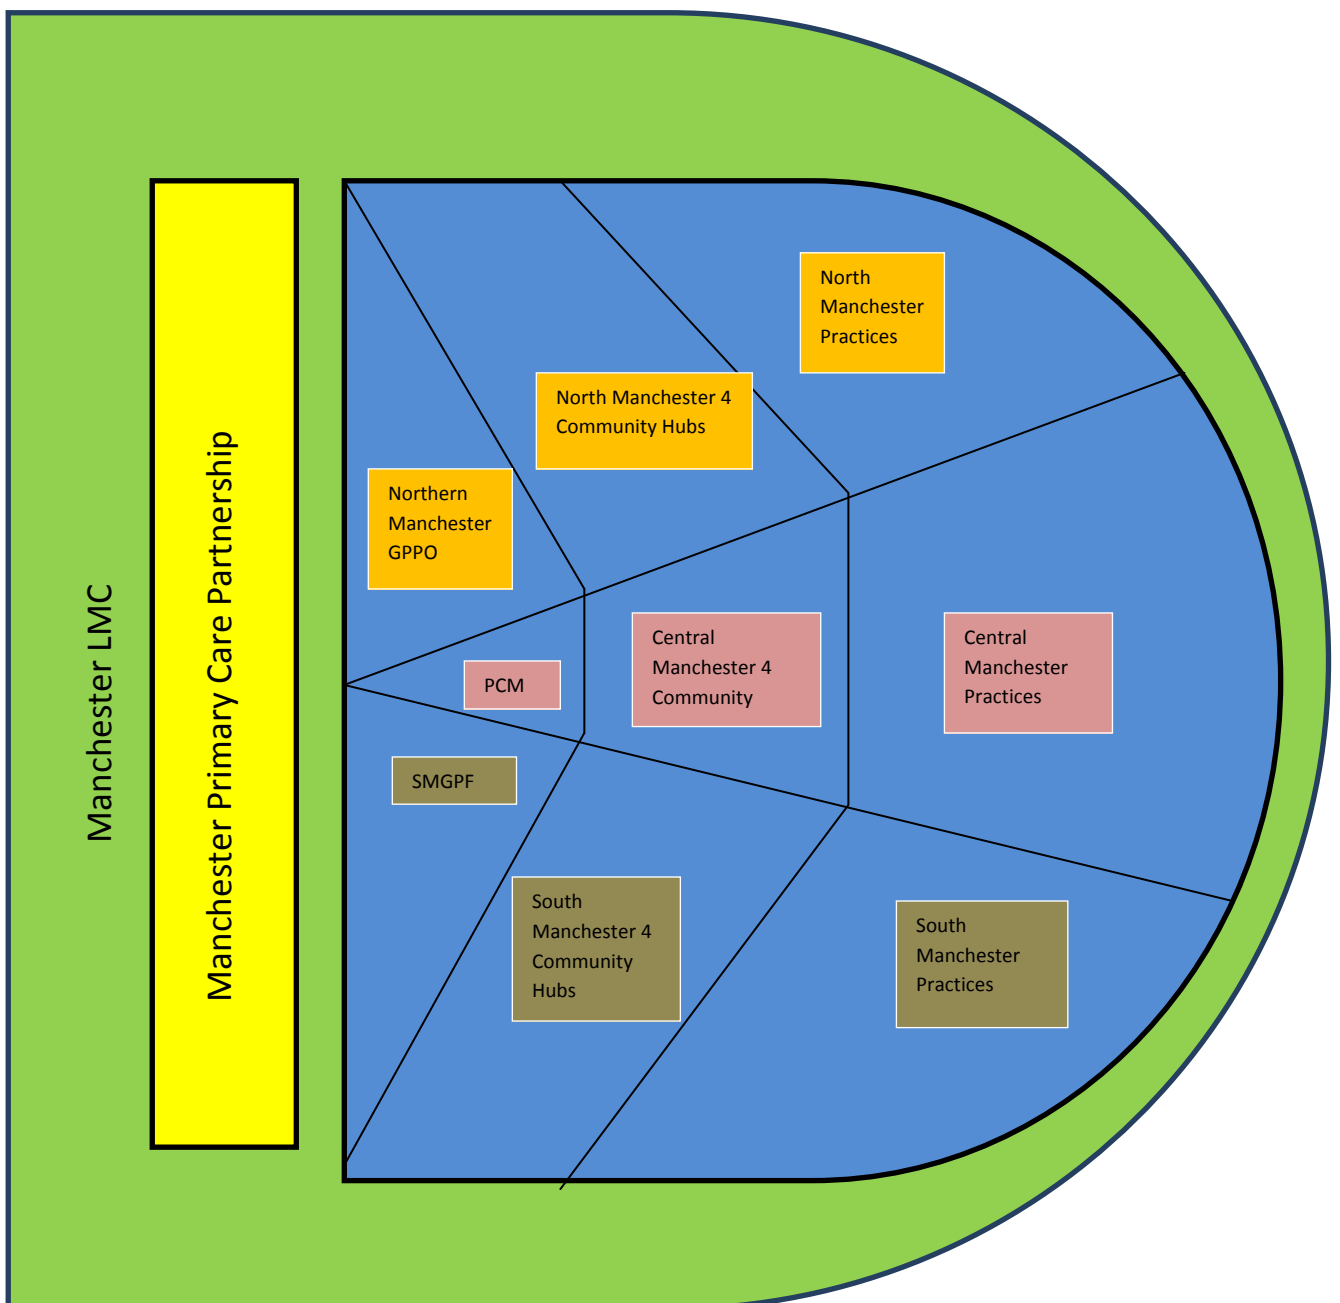 Manchester LMC
Manchester Primary Care Partnership
North
Manchester
Practices
North Manchester 4
Community Hubs
Northern
Manchester
GPPO
PCM
Central
Manchester 4
Community
Central
Manchester
Practices
SMGPF
South
Manchester 4
Community
Hubs
South
Manchester
Practices